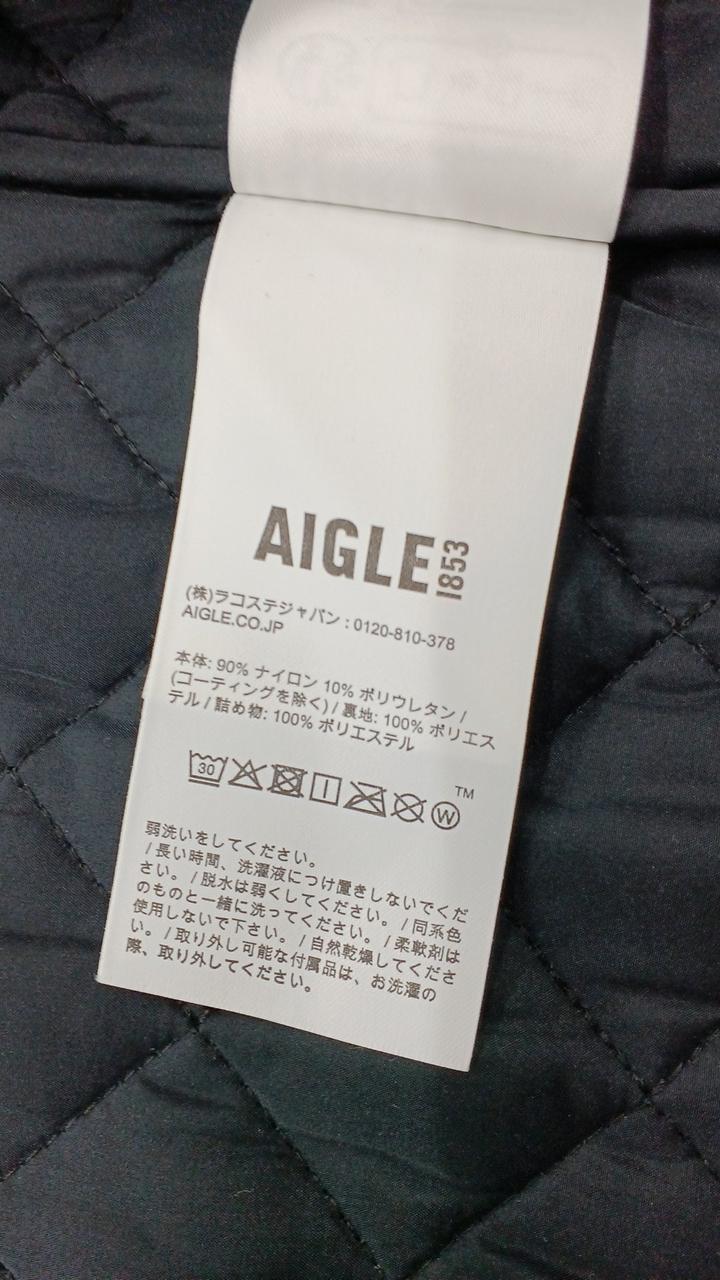 AIGLE 1853
(株)ラコステジャパン : 0120-810-378
AIGLE.CO.JP
本体: 90% ナイロン 10% ポリウレタン /
(コーティングを除く) / 裏地: 100% ポリエス
テル / 詰め物: 100% ポリエステル
30
W
TM
弱洗いをしてください。
/ 長い時間、洗濯液につけ置きしないでくだ
さい。 / 脱水は弱くしてください。 / 同系色
のものと一緒に洗ってください。 / 柔軟剤は
使用しないで下さい。 / 自然乾燥してくださ
い。 / 取り外し可能な付属品は、お洗濯の
際、取り外してください。